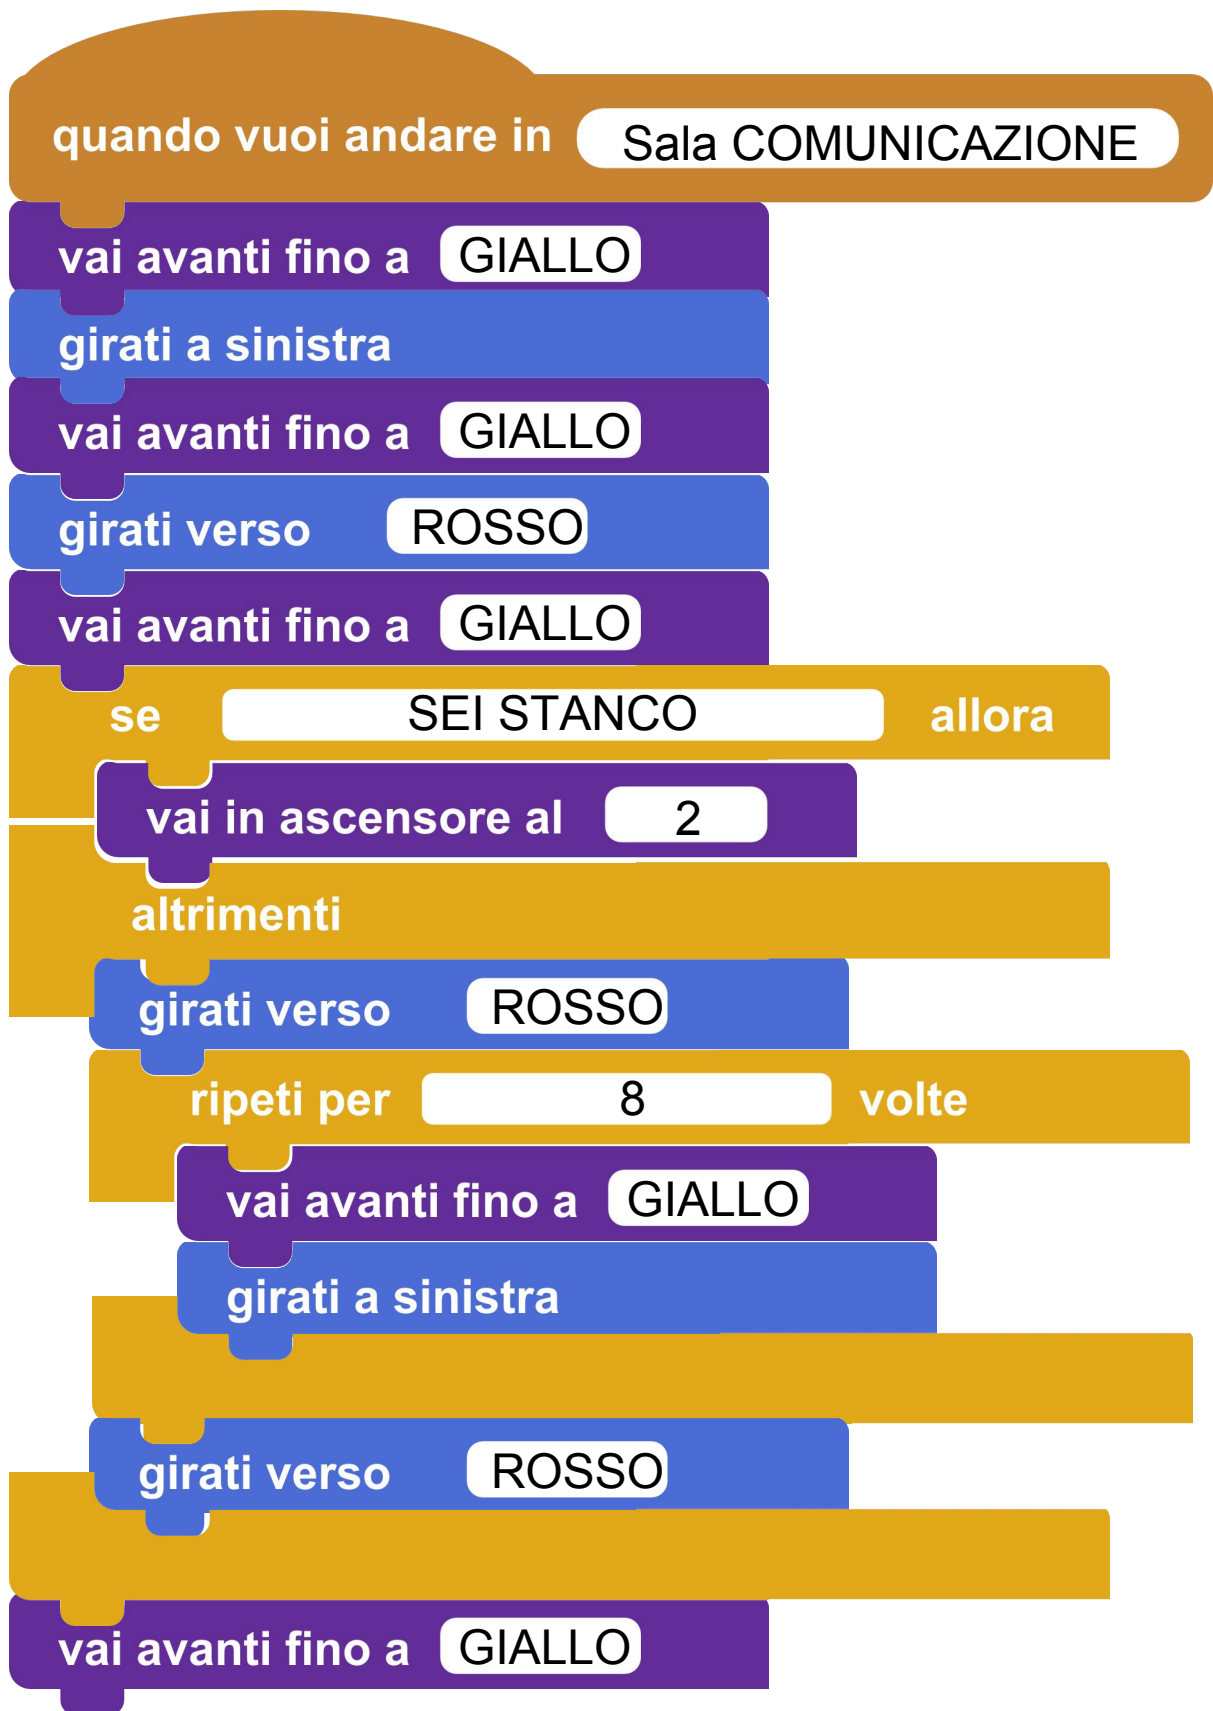 quando vuoi andare in Sala COMUNICAZIONE
vai avanti fino a GIALLO
girati a sinistra
vai avanti fino a GIALLO
girati verso ROSSO
vai avanti fino a GIALLO
se SEI STANCO allora
vai in ascensore al 2
altrimenti
girati verso ROSSO
ripeti per 8 volte
vai avanti fino a GIALLO
girati a sinistra
girati verso ROSSO
vai avanti fino a GIALLO